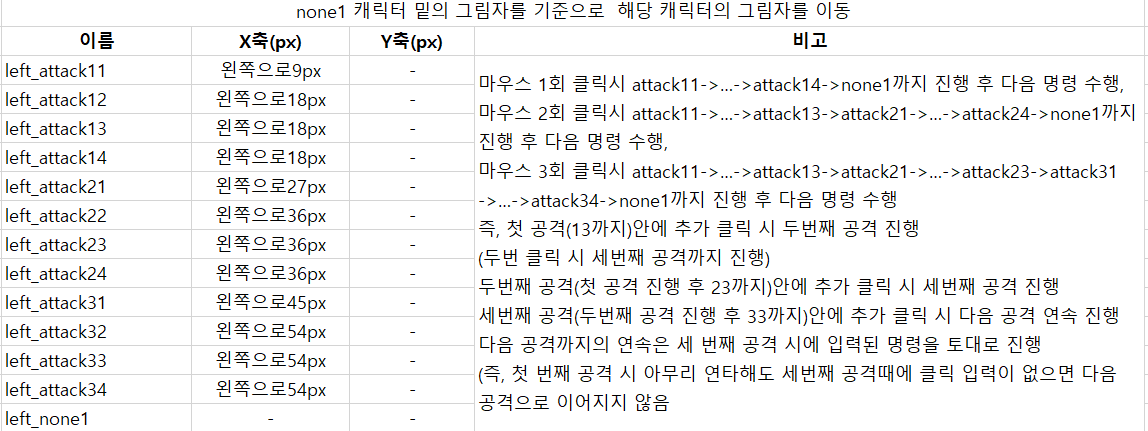 none1 캐릭터 밑의 그림자를 기준으로 해당 캐릭터의 그림자를 이동
이름 X축(px) Y축(px) 비고
left_attack11 왼쪽으로9px -
left_attack12 왼쪽으로18px -
left_attack13 왼쪽으로18px -
left_attack14 왼쪽으로18px -
left_attack21 왼쪽으로27px -
left_attack22 왼쪽으로36px -
left_attack23 왼쪽으로36px -
left_attack24 왼쪽으로36px -
left_attack31 왼쪽으로45px -
left_attack32 왼쪽으로54px -
left_attack33 왼쪽으로54px -
left_attack34 왼쪽으로54px -
left_none1 - -
마우스 1회 클릭시 attack11->...->attack14->none1까지 진행 후 다음 명령 수행,
마우스 2회 클릭시 attack11->...->attack13->attack21->...->attack24->none1까지
진행 후 다음 명령 수행,
마우스 3회 클릭시 attack11->...->attack13->attack21->...->attack23->attack31
->...->attack34->none1까지 진행 후 다음 명령 수행
즉, 첫 공격(13까지)안에 추가 클릭 시 두번째 공격 진행
(두번 클릭 시 세번째 공격까지 진행)
두번째 공격(첫 공격 진행 후 23까지)안에 추가 클릭 시 세번째 공격 진행
세번째 공격(두번째 공격 진행 후 33까지)안에 추가 클릭 시 다음 공격 연속 진행
다음 공격까지의 연속은 세 번째 공격 시에 입력된 명령을 토대로 진행
(즉, 첫 번째 공격 시 아무리 연타해도 세번째 공격때에 클릭 입력이 없으면 다음
공격으로 이어지지 않음